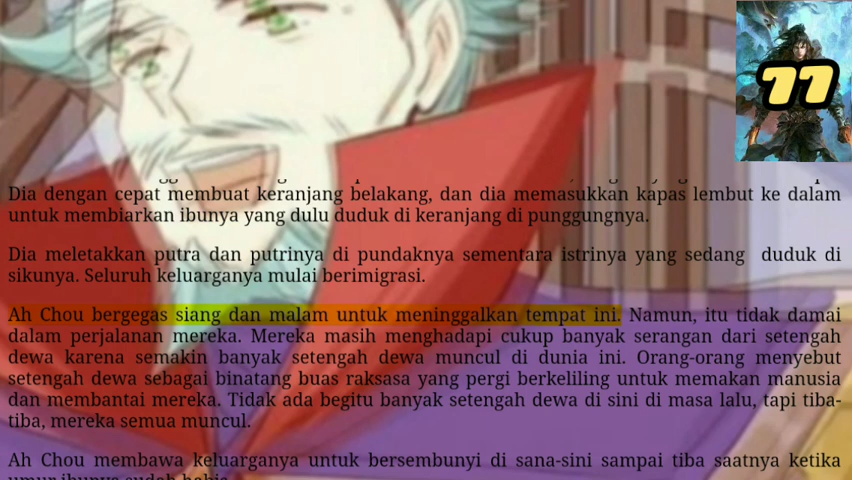 77
Dia dengan cepat membuat keranjang belakang, dan dia memasukkan kapas lembut ke dalam
untuk membiarkan ibunya yang dulu duduk di keranjang di punggungnya.
Dia meletakkan putra dan putrinya di pundaknya sementara istrinya yang sedang duduk di
sikunya. Seluruh keluarganya mulai berimigrasi.
Ah Chou bergegas siang dan malam untuk meninggalkan tempat ini. Namun, itu tidak damai
dalam perjalanan mereka. Mereka masih menghadapi cukup banyak serangan dari setengah
dewa karena semakin banyak setengah dewa muncul di dunia ini. Orang-orang menyebut
setengah dewa sebagai binatang buas raksasa yang pergi berkeliling untuk memakan manusia
dan membantai mereka. Tidak ada begitu banyak setengah dewa di sini di masa lalu, tapi tiba-
tiba, mereka semua muncul.
Ah Chou membawa keluarganya untuk bersembunyi di sana-sini sampai tiba saatnya ketika